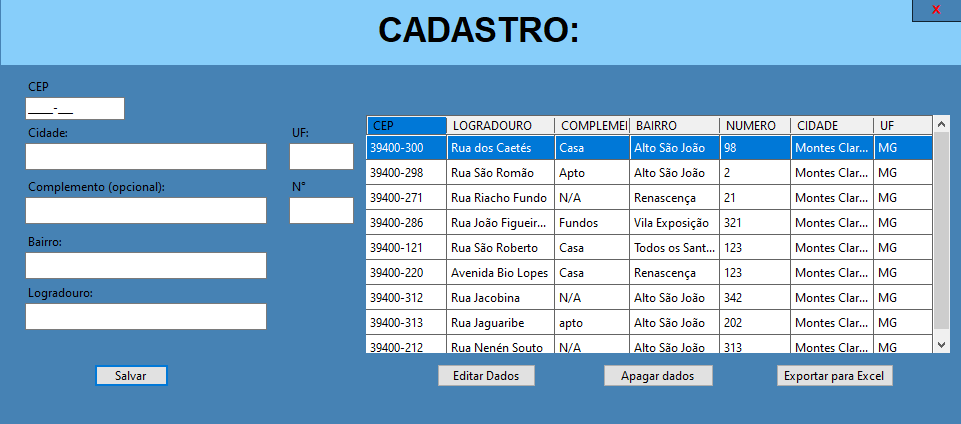 X
CADASTRO:
CEP
____-___
Cidade:
UF:
Complemento (opcional):
N°
Bairro:
Logradouro:
Salvar
CEP LOGRADOURO COMPLEMEI BAIRRO NUMERO CIDADE UF
39400-300 Rua dos Caetés Casa Alto São João 98 Montes Clar... MG
39400-298 Rua São Romão Apto Alto São João 2 Montes Clar... MG
39400-271 Rua Riacho Fundo N/A Renascença 21 Montes Clar... MG
39400-286 Rua João Figueir... Fundos Vila Exposição 321 Montes Clar... MG
39400-121 Rua São Roberto Casa Todos os Sant... 123 Montes Clar... MG
39400-220 Avenida Bio Lopes Casa Renascença 123 Montes Clar... MG
39400-312 Rua Jacobina N/A Alto São João 342 Montes Clar... MG
39400-313 Rua Jaguaribe apto Alto São João 202 Montes Clar... MG
39400-212 Rua Nenén Souto N/A Alto São João 313 Montes Clar... MG
Editar Dados
Apagar dados
Exportar para Excel